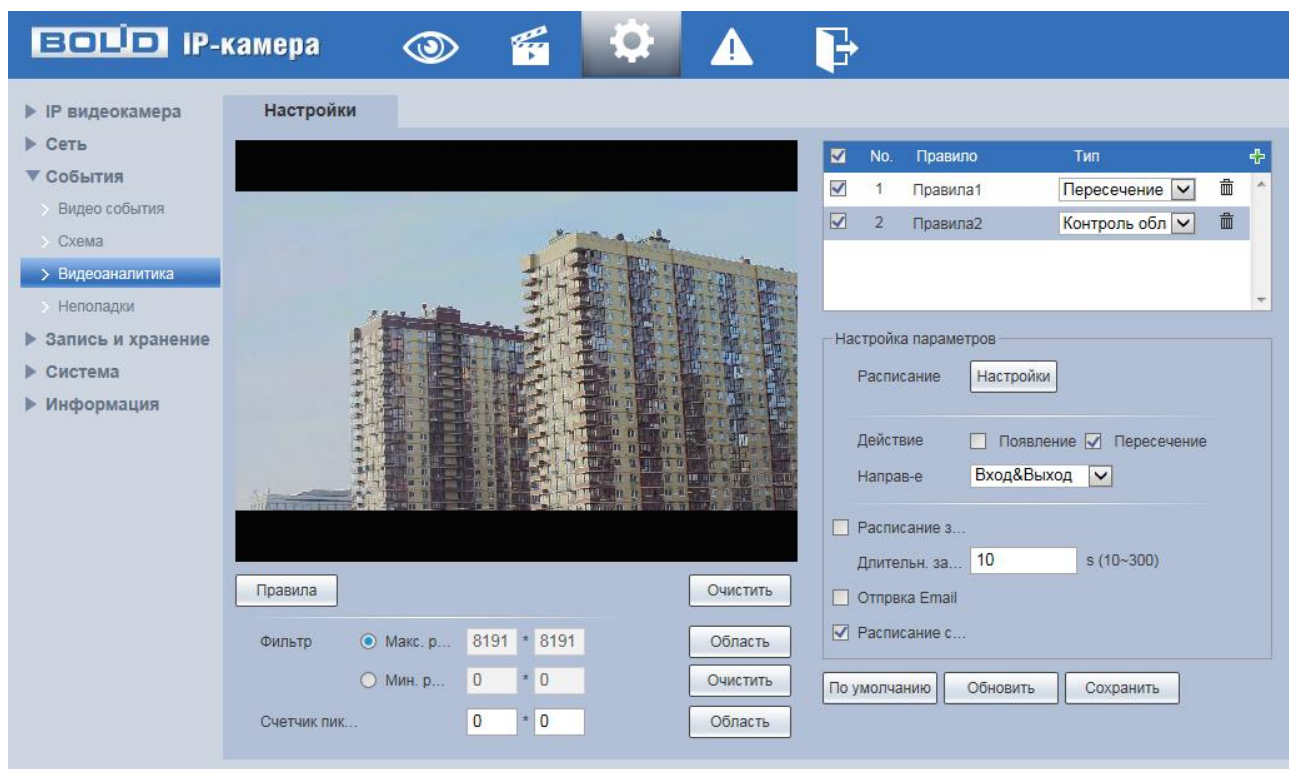 BOLID IP-камера
IP видеокамера
Сеть
События
Видео события
Схема
Видеоаналитика
Неполадки
Запись и хранение
Система
Информация
Настройки
No. Правило Тип
1 Правила1 Пересечение
2 Правила2 Контроль обл
Настройка параметров
Расписание Настройки
Действие Появление Пересечение
Направ-е Вход&Выход
Расписание з...
Длительн. за... 10 s (10~300)
Отпрвка Email
Расписание с...
По умолчанию Обновить Сохранить
Правила Очистить
Фильтр Макс. р... 8191 * 8191 Область
Мин. р... 0 * 0 Очистить
Счетчик пик... 0 * 0 Область